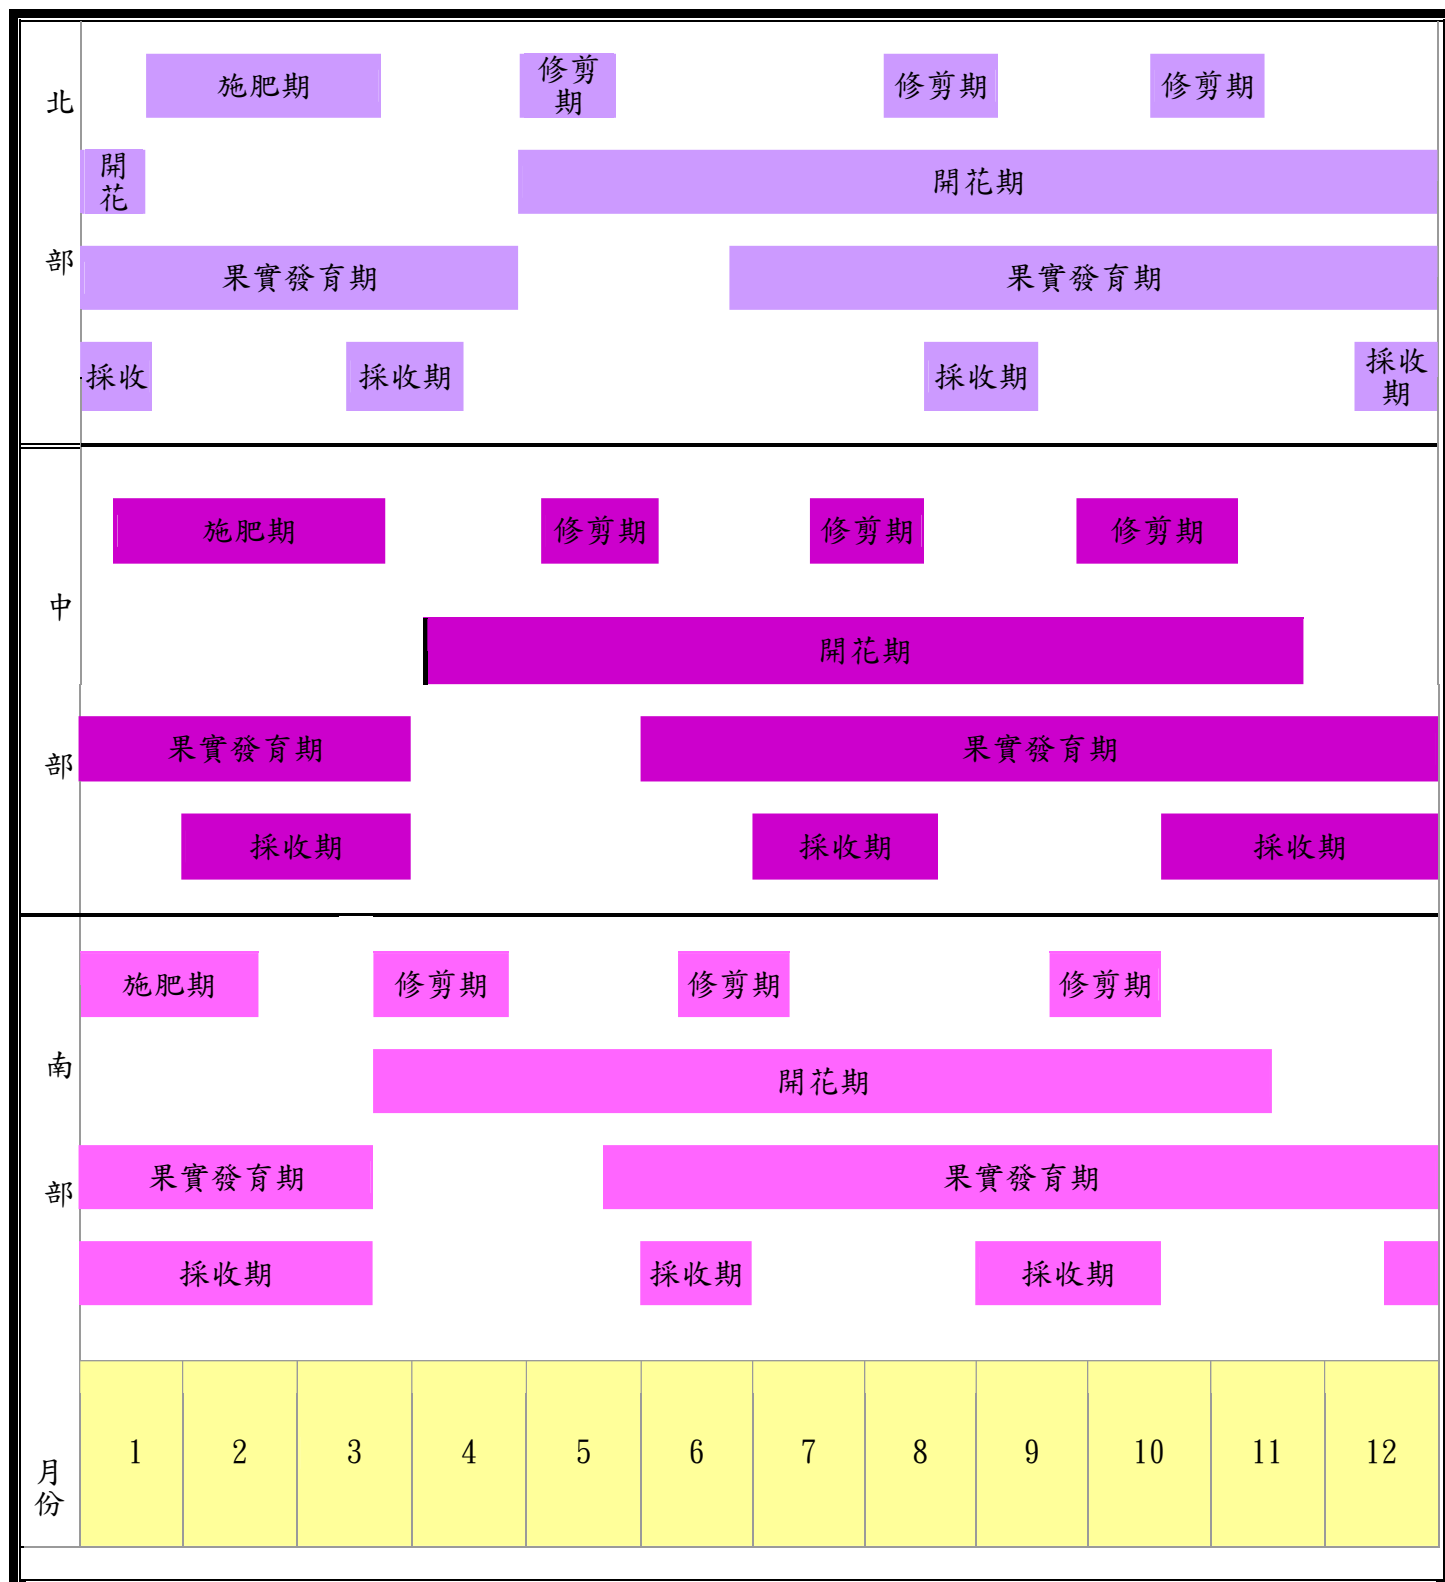 北
部
施肥期
修剪
期
修剪期
修剪期
開
花
開花期
果實發育期
果實發育期
採收
採收期
採收期
採收
期
中
部
施肥期
修剪期
修剪期
修剪期
開花期
果實發育期
果實發育期
採收期
採收期
採收期
南
部
施肥期
修剪期
修剪期
修剪期
開花期
果實發育期
果實發育期
採收期
採收期
採收期
月
份
1 2 3 4 5 6 7 8 9 10 11 12